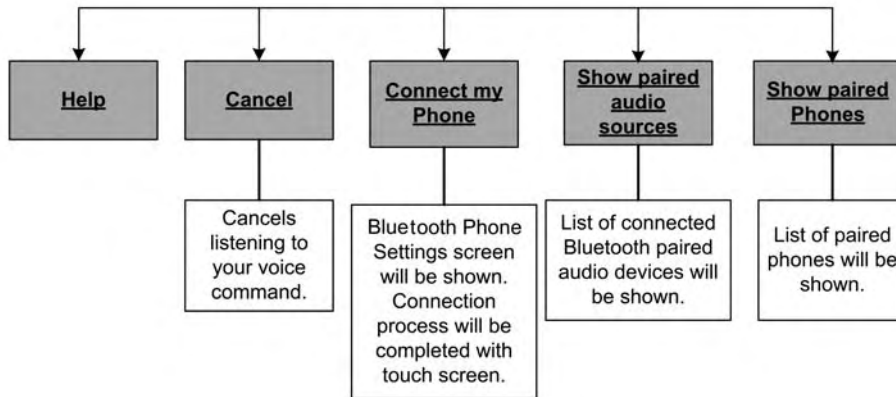 Help
Cancel
Connect my
Phone
Show paired
audio
sources
Show paired
Phones
Cancels
listening to
your voice
command.
Bluetooth Phone
Settings screen
will be shown.
Connection
process will be
completed with
touch screen.
List of connected
Bluetooth paired
audio devices will
be shown.
List of paired
phones will be
shown.